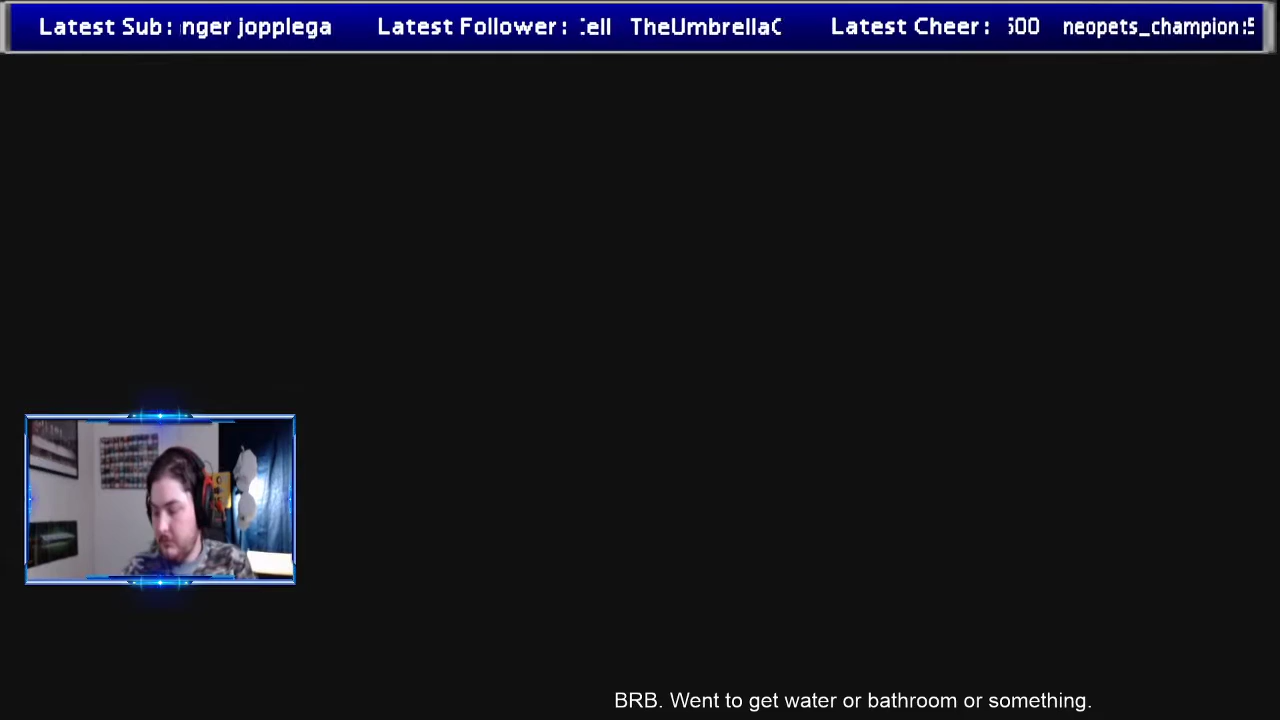 Latest Sub: nger jopplega Latest Follower: ell TheUmbrellaC Latest Cheer: 500 neopets_champion:5
BRB. Went to get water or bathroom or something.